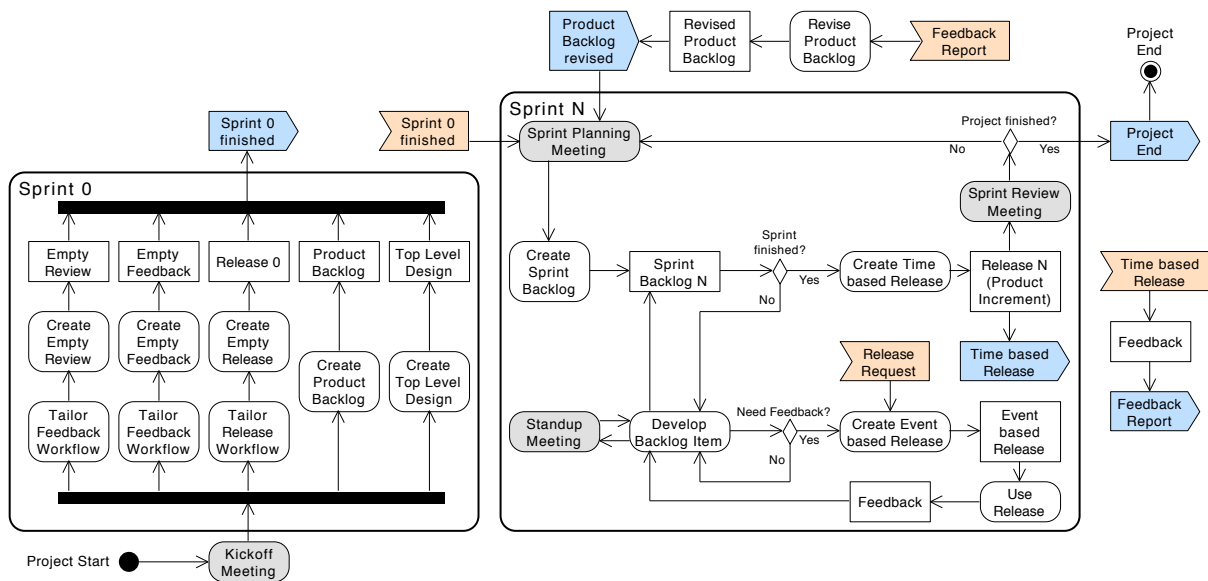 Product
Backlog
revised
Revised
Product
Backlog
Revise
Product
Backlog
Feedback
Report
Project
End
Sprint 0
finished
Sprint 0
finished
Sprint N
Sprint Planning
Meeting
Project finished?
No
Yes
Project
End
Sprint 0
Sprint Review
Meeting
Empty
Review
Empty
Feedback
Release 0
Product
Backlog
Top Level
Design
Create
Sprint
Backlog
Sprint
Backlog N
Sprint
finished?
Yes
No
Create Time
based Release
Release N
(Product
Increment)
Time based
Release
Create
Empty
Review
Create
Empty
Feedback
Create
Empty
Release
Create
Product
Backlog
Create
Top Level
Design
Release
Request
Time based
Release
Feedback
Feedback
Report
Tailor
Feedback
Workflow
Tailor
Feedback
Workflow
Tailor
Release
Workflow
Standup
Meeting
Develop
Backlog Item
Need Feedback?
Yes
No
Create Event
based Release
Event
based
Release
Feedback
Use
Release
Project Start
Kickoff
Meeting